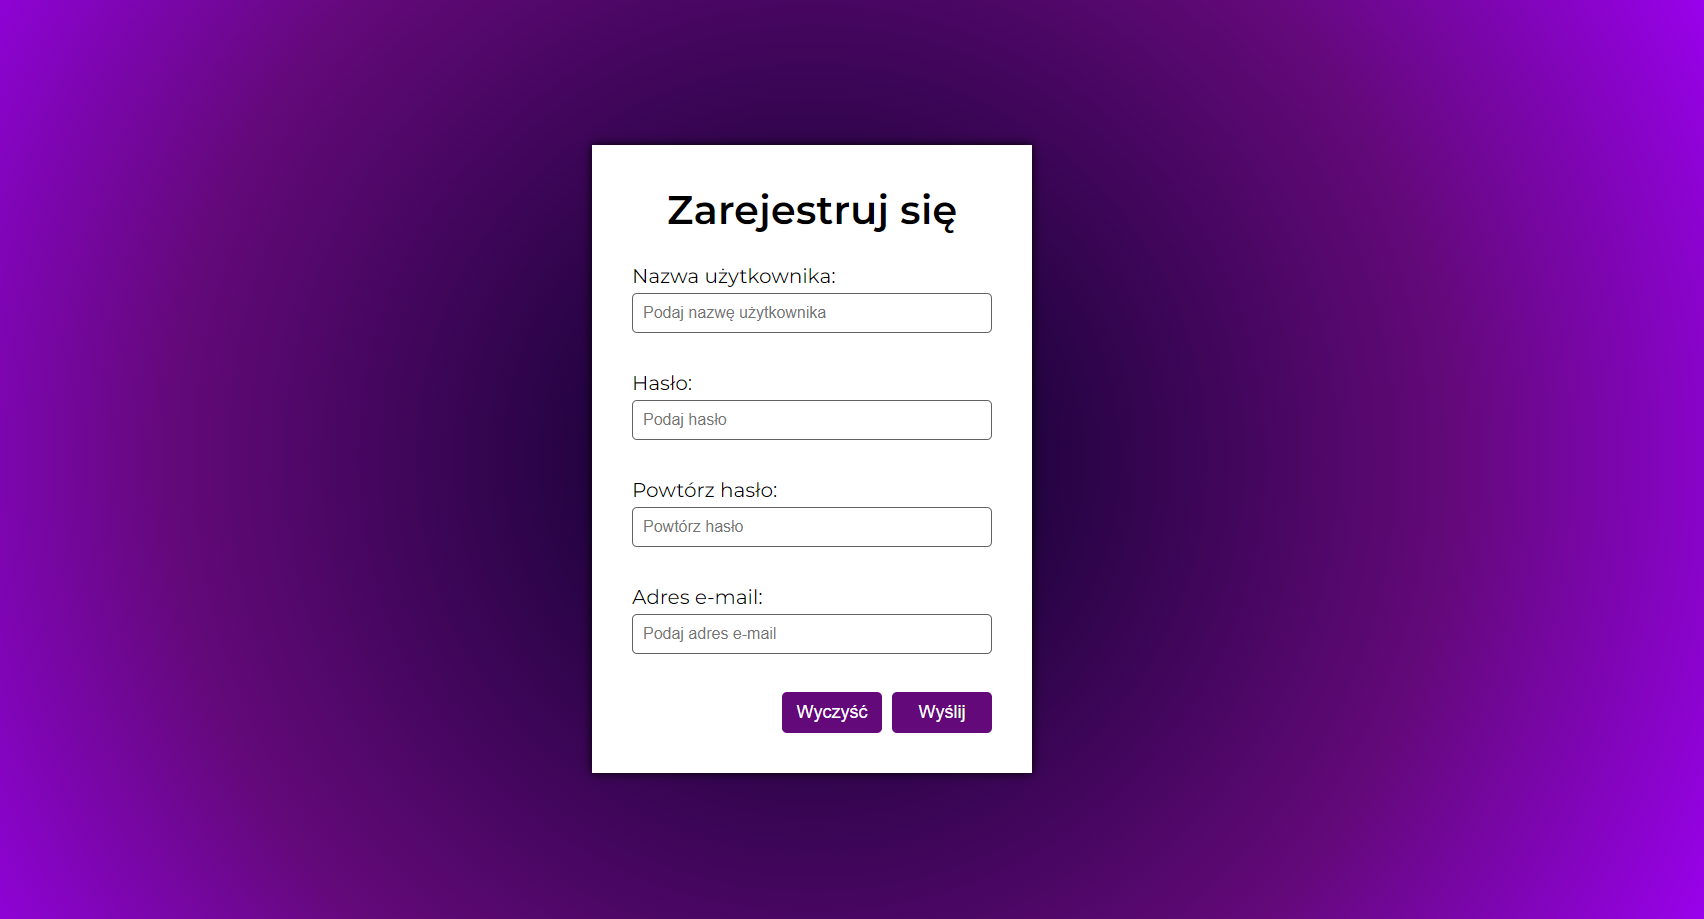 Zarejestruj się
Nazwa użytkownika:
Podaj nazwę użytkownika
Hasło:
Podaj hasło
Powtórz hasło:
Powtórz hasło
Adres e-mail:
Podaj adres e-mail
Wyczyść Wyślij